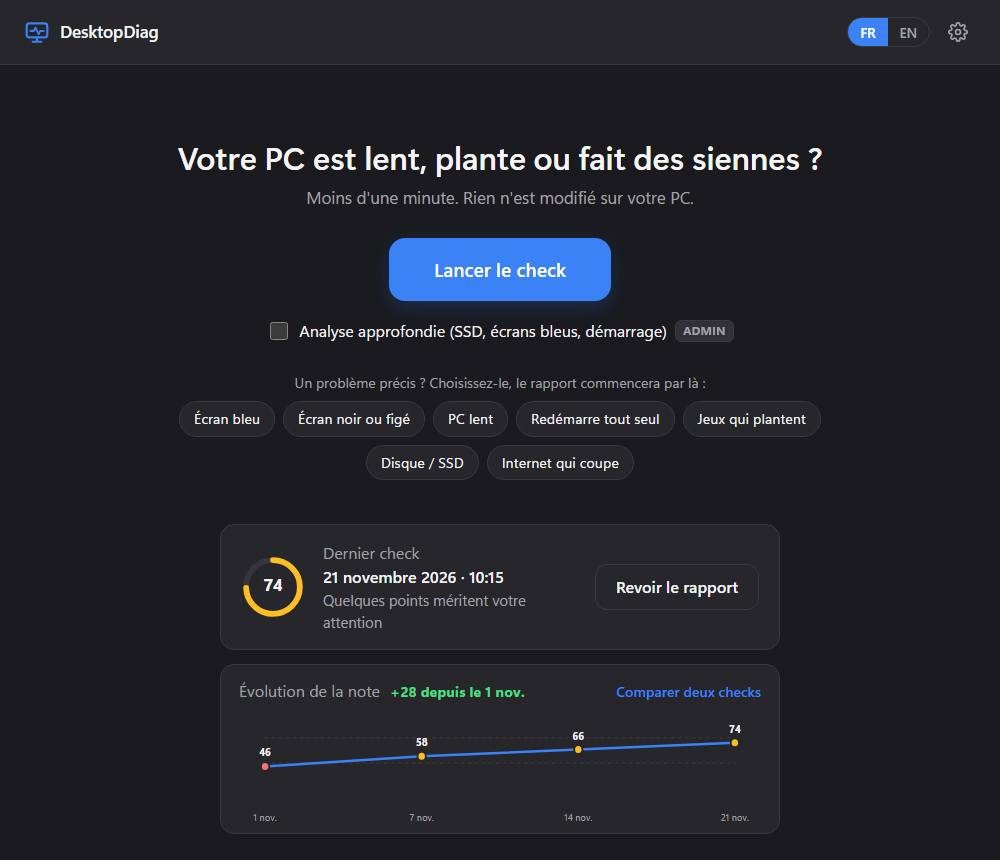 DesktopDiag
FR EN
Votre PC est lent, plante ou fait des siennes ?
Moins d'une minute. Rien n'est modifié sur votre PC.
Lancer le check
Analyse approfondie (SSD, écrans bleus, démarrage) ADMIN
Un problème précis ? Choisissez-le, le rapport commencera par là :
Écran bleu Écran noir ou figé PC lent Redémarre tout seul Jeux qui plantent
Disque / SSD Internet qui coupe
74
Dernier check
21 novembre 2026 · 10:15
Quelques points méritent votre
attention
Revoir le rapport
Évolution de la note +28 depuis le 1 nov. Comparer deux checks
46 58 66 74
1 nov. 7 nov. 14 nov. 21 nov.